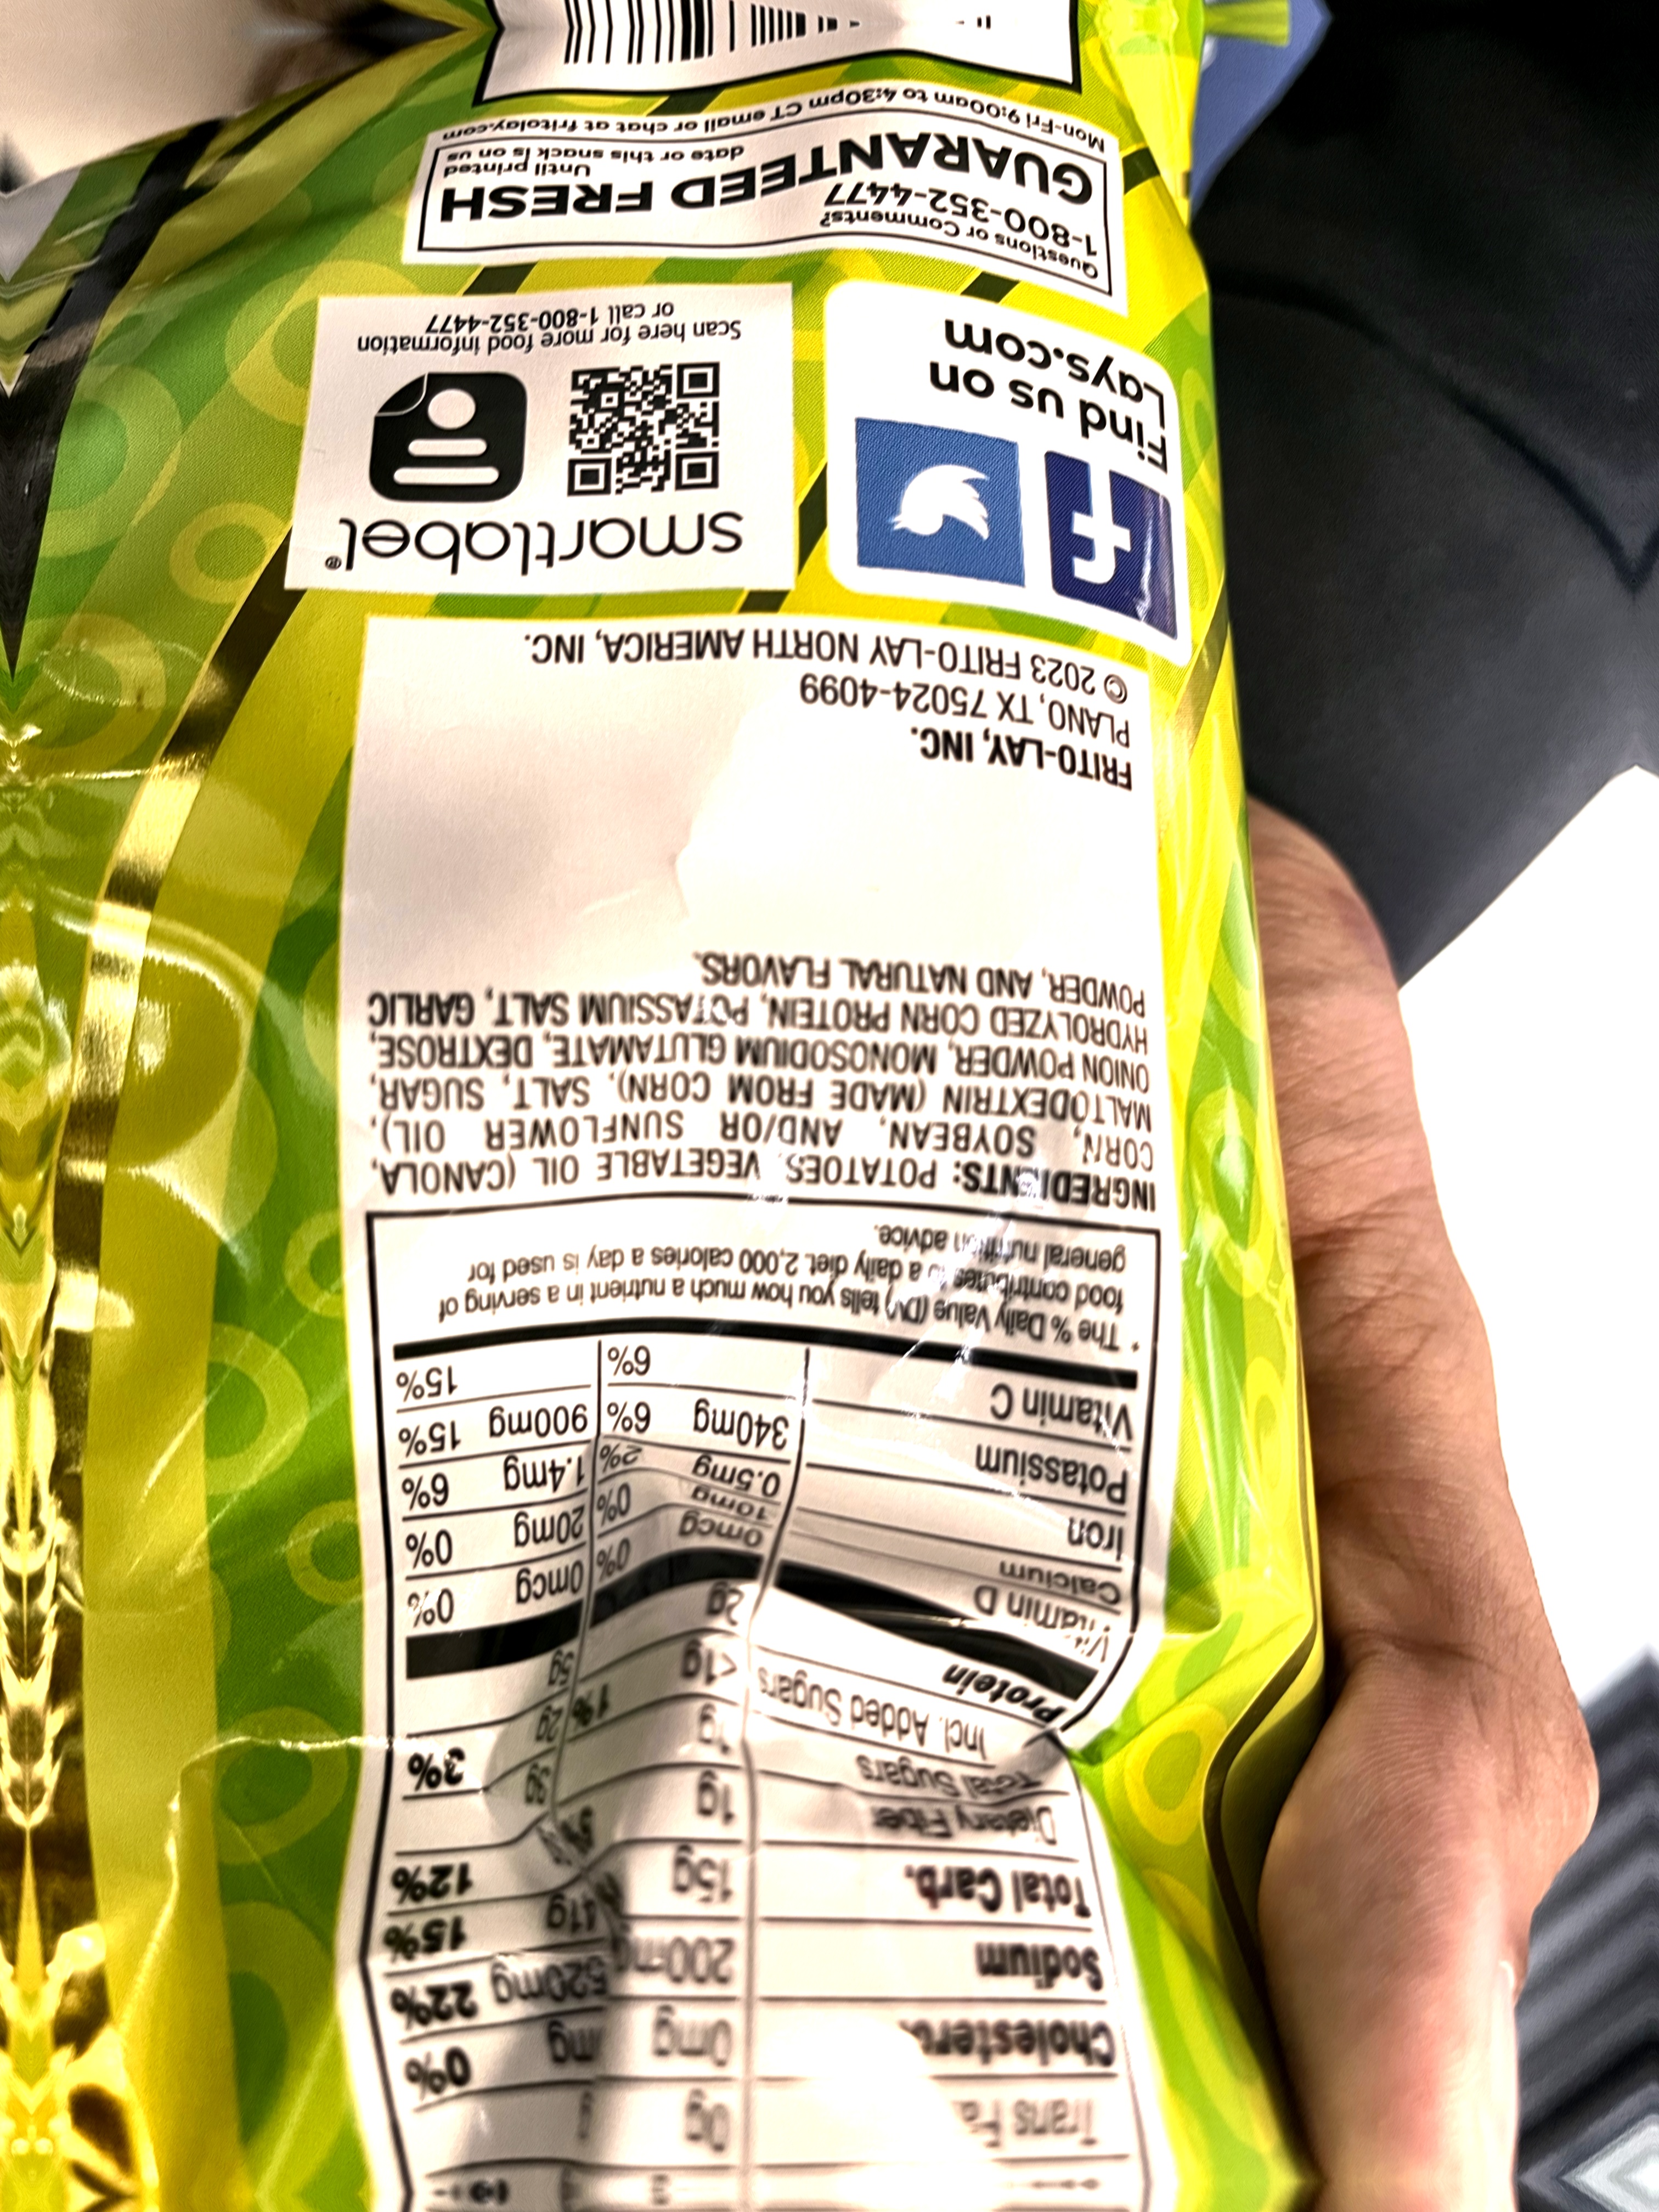 Trans
0g
Cholester
0mg
0%
Sodium
200mg
520mg
22%
15%
Total Carb.
15g
41g
12%
Dietary Fiber
1g
3g
Total Sugars
1g
2g
3%
Incl. Added Sugars
<1g
1%
Protein
2g
5g
Vitamin D
0mcg
0%
0mcg
0%
Calcium
10mg
0%
20mg
0%
Iron
0.5mg
2%
1.4mg
6%
Potassium
340mg
6%
900mg
15%
Vitamin C
6%
15%
* The % Daily Value (DV) tells you how much a nutrient in a serving of
food contributes to a daily diet. 2,000 calories a day is used for
general nutrition advice.
INGREDIENTS: POTATOES, VEGETABLE OIL (CANOLA,
CORN, SOYBEAN, AND/OR SUNFLOWER OIL),
MALTODEXTRIN (MADE FROM CORN), SALT, SUGAR,
ONION POWDER, MONOSODIUM GLUTAMATE, DEXTROSE,
HYDROLYZED CORN PROTEIN, POTASSIUM SALT, GARLIC
POWDER, AND NATURAL FLAVORS.
FRITO-LAY, INC.
PLANO, TX 75024-4099
© 2023 FRITO-LAY NORTH AMERICA, INC.
f
Find us on
Lays.com
smartlabel®
Scan here for more food information
or call 1-800-352-4477
Questions or Comments?
1-800-352-4477
GUARANTEED FRESH
Until printed
date or this snack is on us
Mon-Fri 9:00am to 4:30pm CT email or chat at fritolay.com